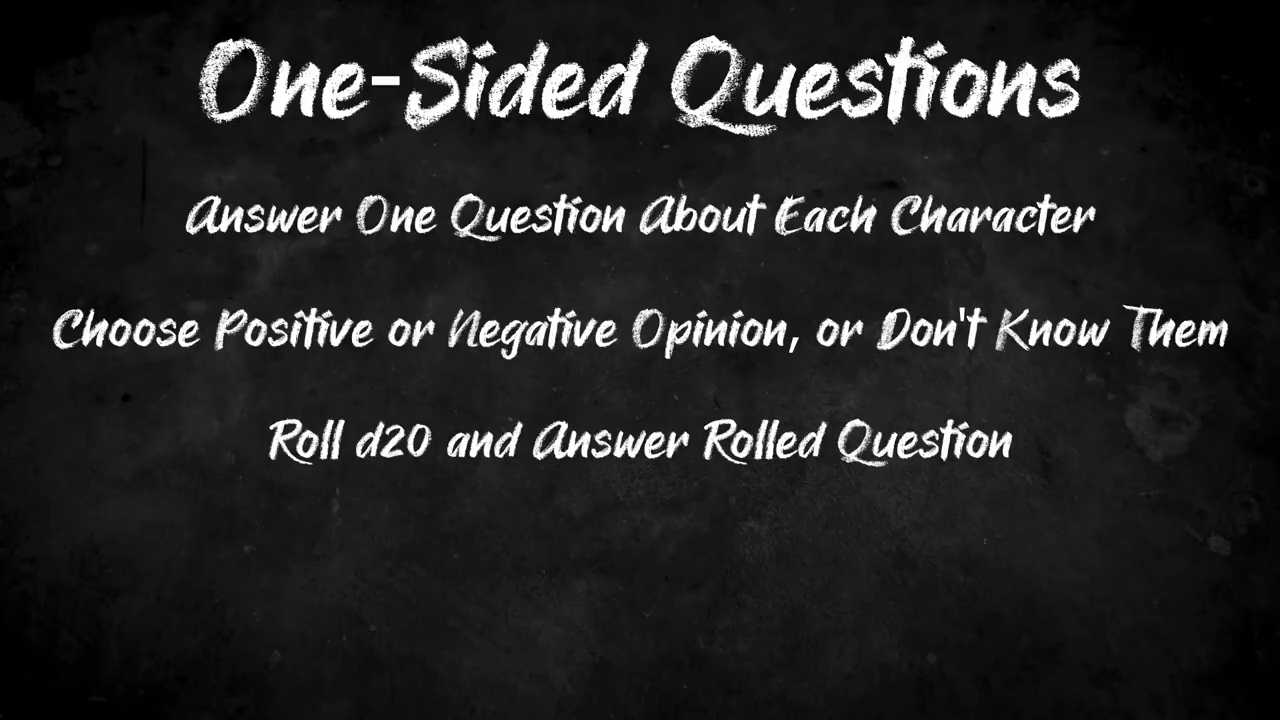 One-Sided Questions
Answer One Question About Each Character
Choose Positive or Negative Opinion, or Don't Know Them
Roll d20 and Answer Rolled Question